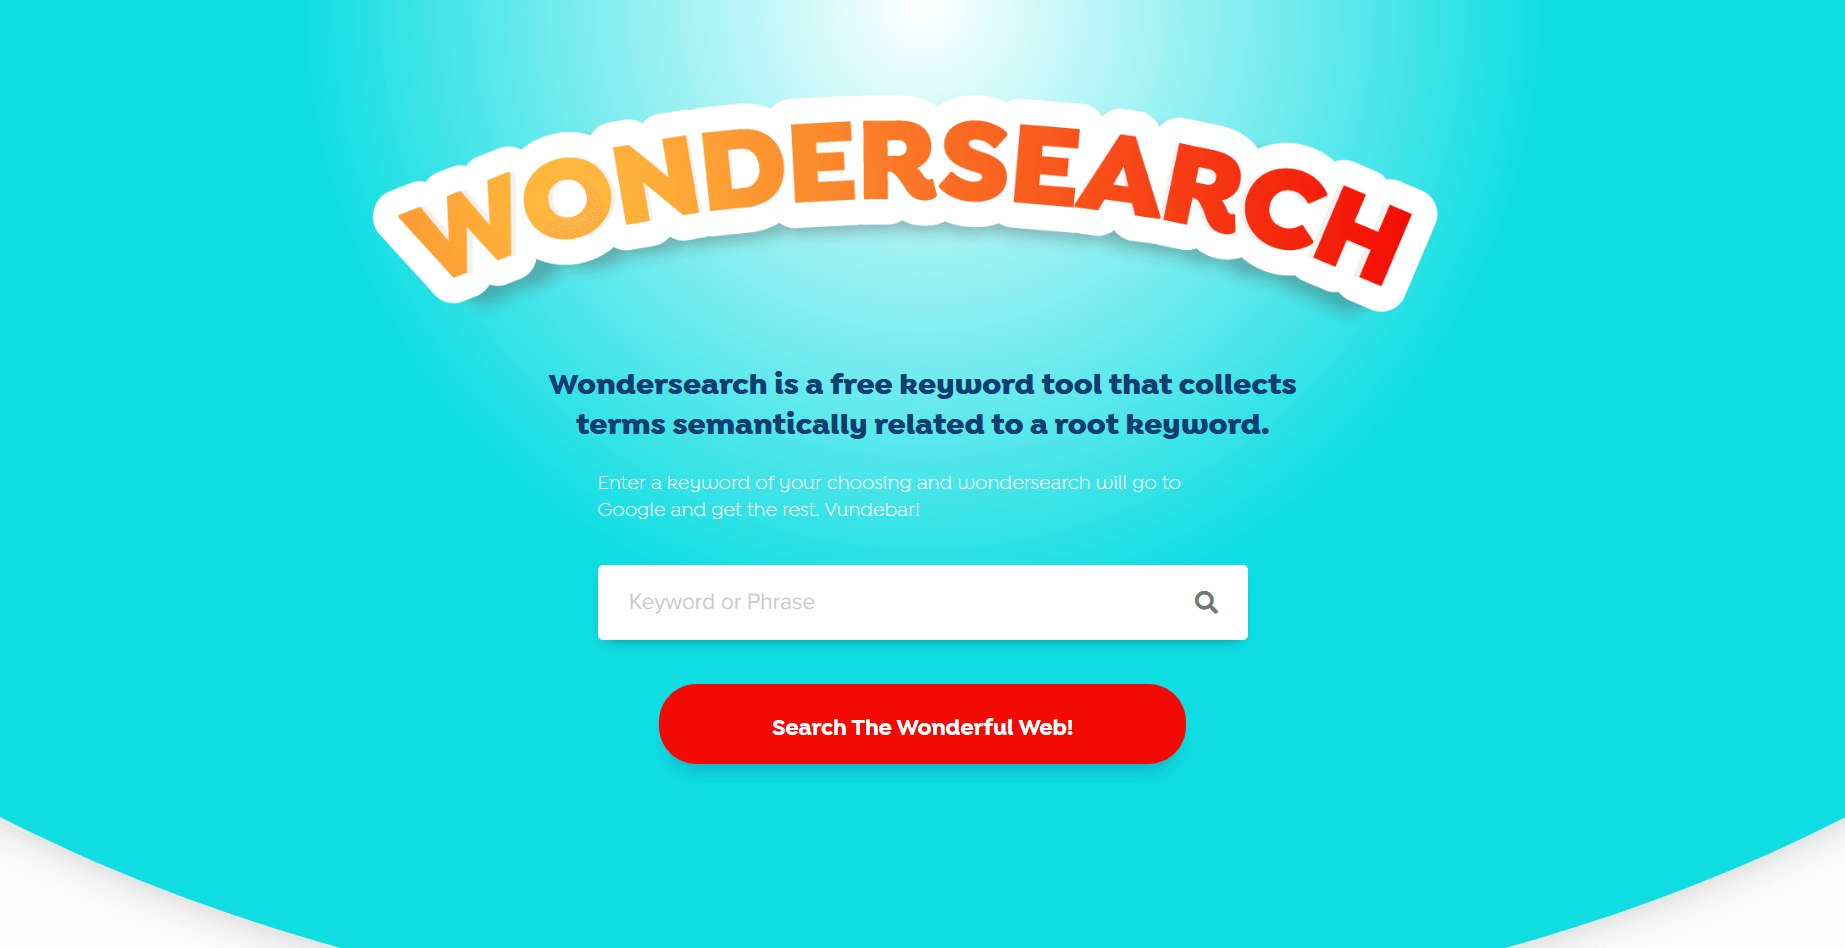 WONDERSEARCH
Wondersearch is a free keyword tool that collects
terms semantically related to a root keyword.
Enter a keyword of your choosing and wondersearch will go to
Google and get the rest. Vundebar!
Keyword or Phrase
Search The Wonderful Web!